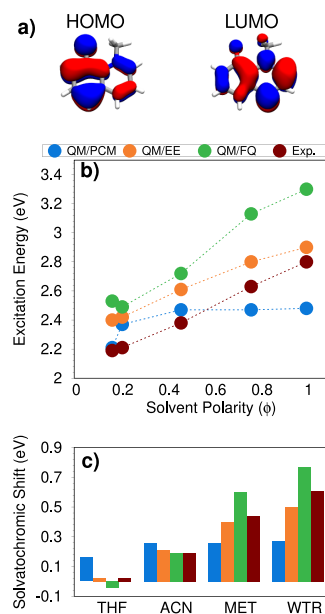 HOMO LUMO
a)
QM/PCM QM/EE QM/FQ Exp.
b)
3.4
3.2
3
2.8
2.6
2.4
2.2
2
Excitation Energy (eV)
0 0.2 0.4 0.6 0.8 1
Solvent Polarity (ϕ)
c)
0.9
0.7
0.5
0.3
0.1
-0.1
Solvatochromic Shift (eV)
THF ACN MET WTR